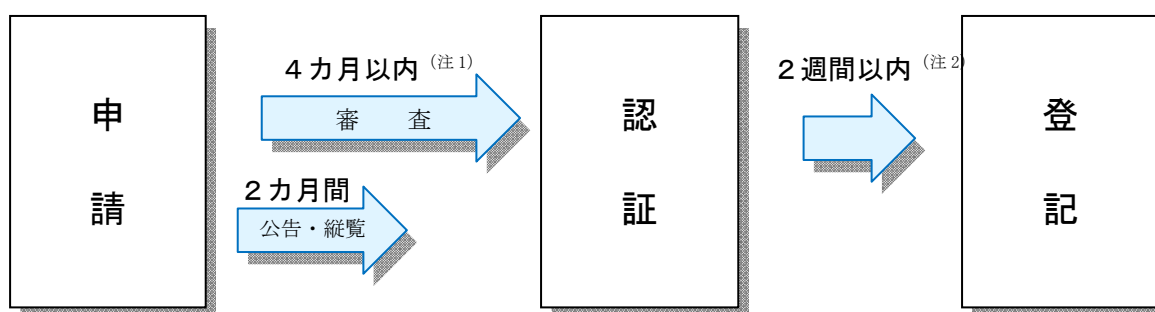 申請
4カ月以内(注1)
審査
2カ月間
公告・縦覧
認証
2週間以内(注2)
登記